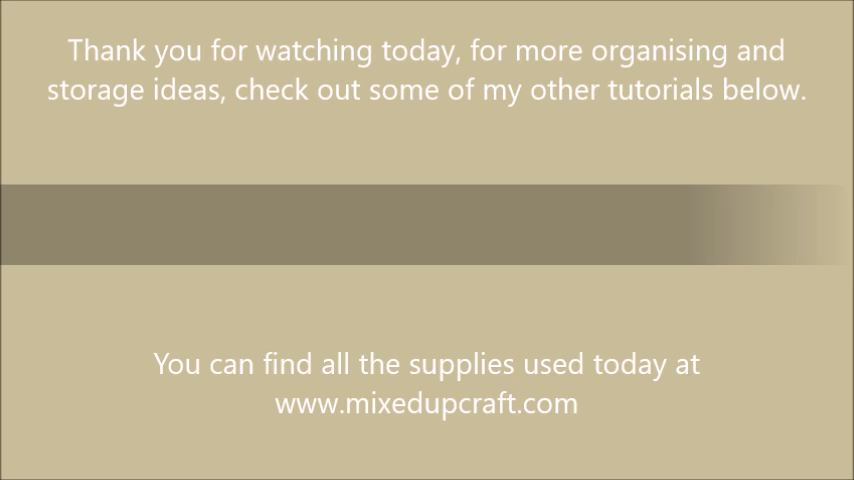 Thank you for watching today, for more organising and
storage ideas, check out some of my other tutorials below.
You can find all the supplies used today at
www.mixedupcraft.com